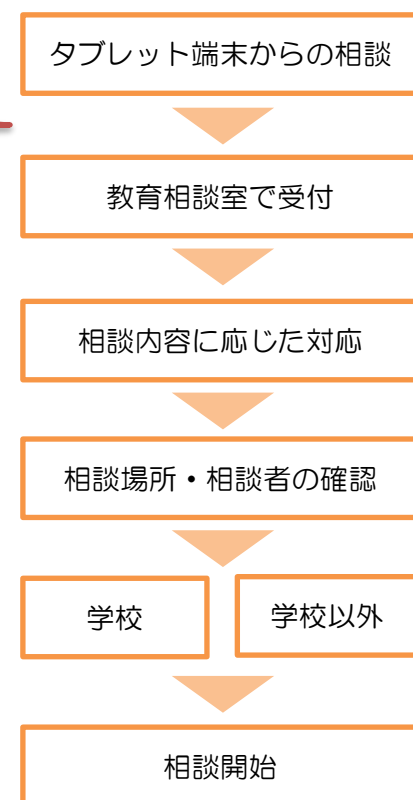 タブレット端末からの相談
教育相談室で受付
相談内容に応じた対応
相談場所・相談者の確認
学校
学校以外
相談開始